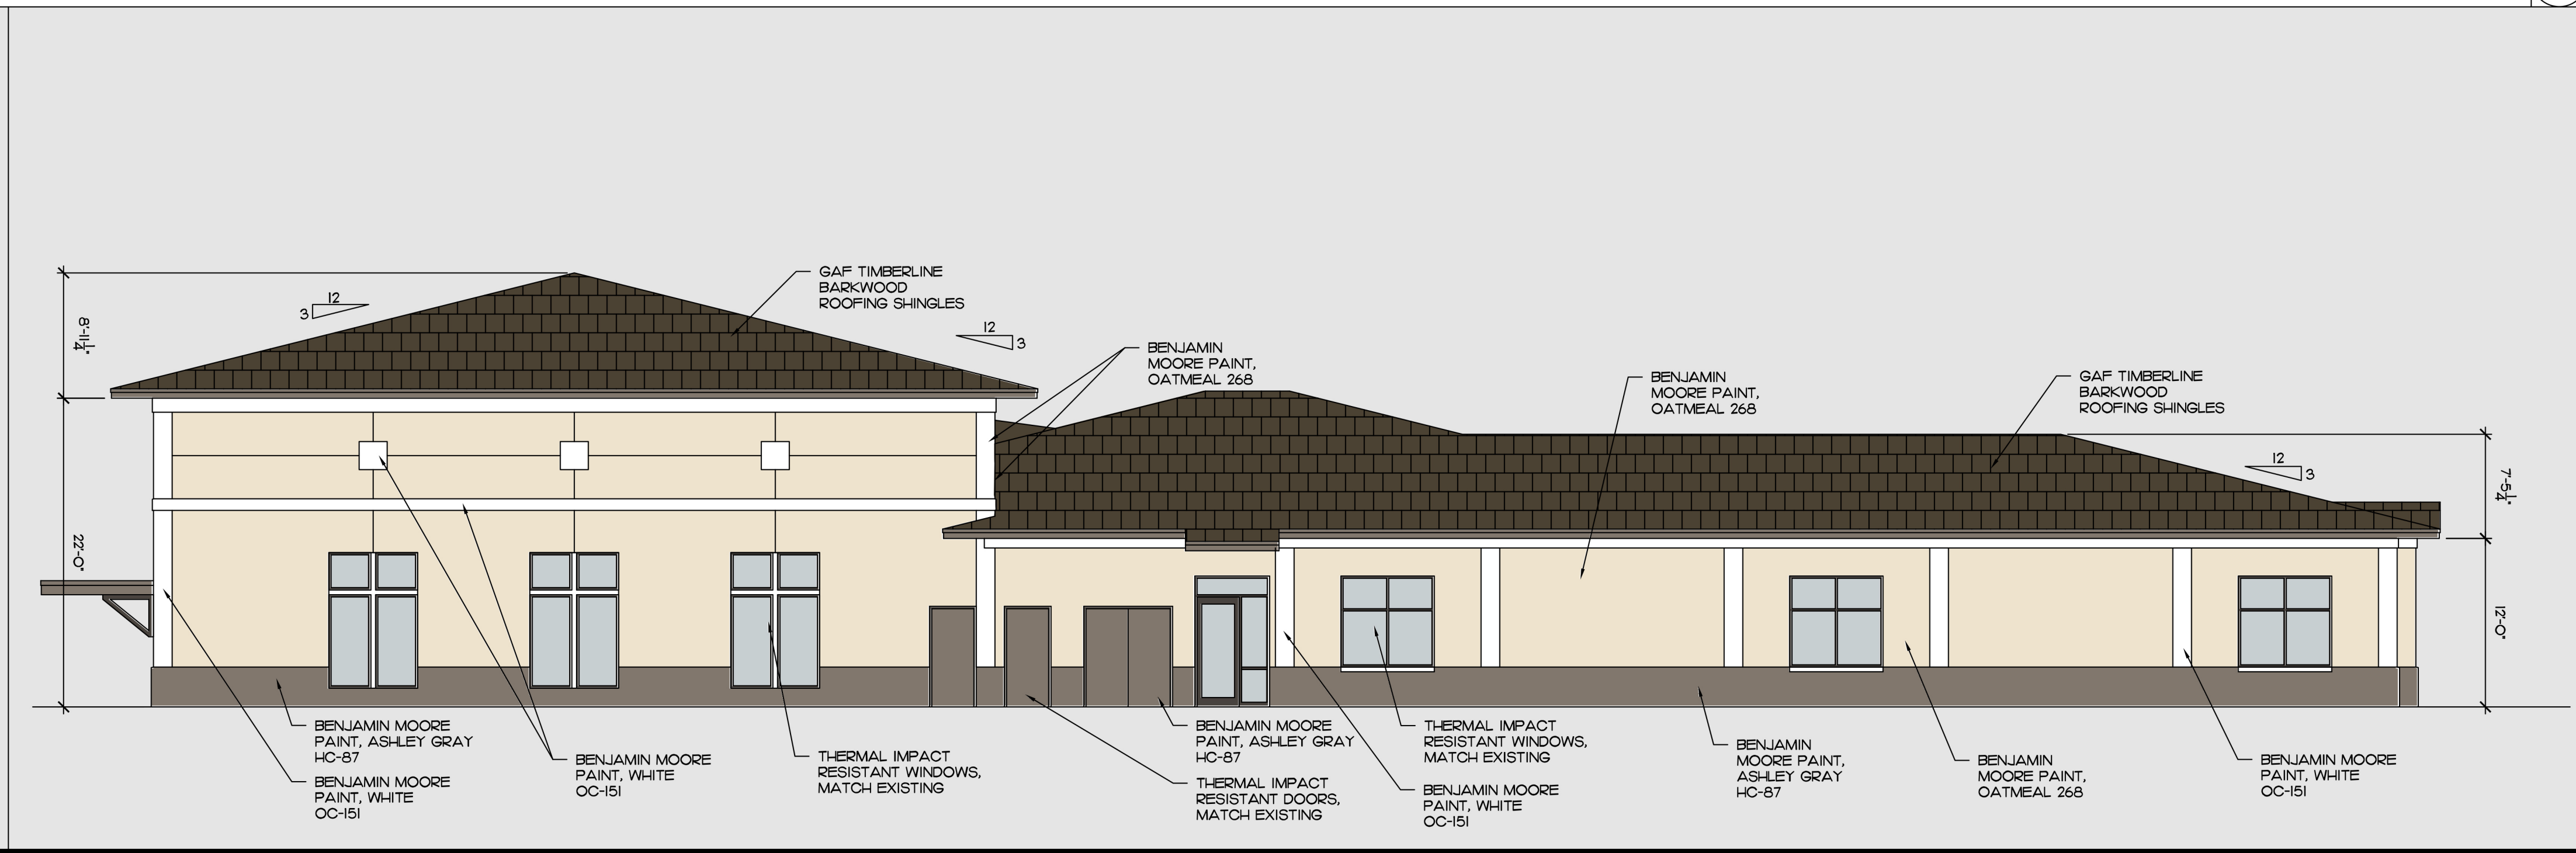 GAF TIMBERLINE
BARKWOOD
ROOFING SHINGLES
12
3
12
3
8'-11 1/4"
22'-0"
BENJAMIN
MOORE PAINT,
OATMEAL 268
BENJAMIN
MOORE PAINT,
OATMEAL 268
GAF TIMBERLINE
BARKWOOD
ROOFING SHINGLES
12
3
7'-5 1/4"
12'-0"
BENJAMIN MOORE
PAINT, ASHLEY GRAY
HC-87
BENJAMIN MOORE
PAINT, WHITE
OC-151
BENJAMIN MOORE
PAINT, WHITE
OC-151
THERMAL IMPACT
RESISTANT WINDOWS,
MATCH EXISTING
BENJAMIN MOORE
PAINT, ASHLEY GRAY
HC-87
THERMAL IMPACT
RESISTANT DOORS,
MATCH EXISTING
THERMAL IMPACT
RESISTANT WINDOWS,
MATCH EXISTING
BENJAMIN MOORE
PAINT, WHITE
OC-151
BENJAMIN
MOORE PAINT,
ASHLEY GRAY
HC-87
BENJAMIN
MOORE PAINT,
OATMEAL 268
BENJAMIN MOORE
PAINT, WHITE
OC-151